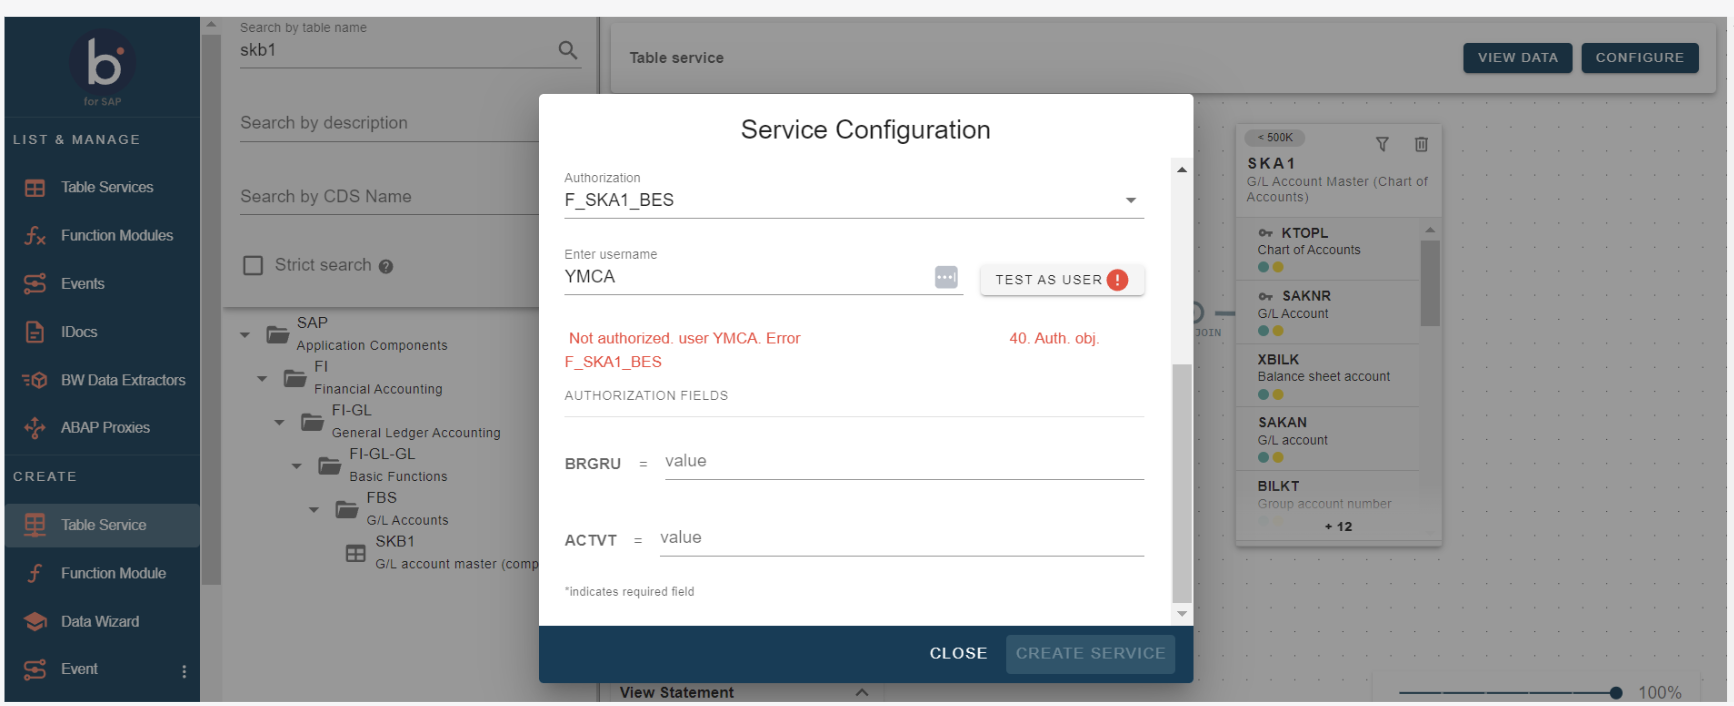 b
for SAP
LIST & MANAGE
Table Services
Function Modules
Events
IDocs
BW Data Extractors
ABAP Proxies
CREATE
Table Service
Function Module
Data Wizard
Event
Search by table name
skb1
Search by description
Search by CDS Name
Strict search ?
SAP
Application Components
FI
Financial Accounting
FI-GL
General Ledger Accounting
FI-GL-GL
Basic Functions
FBS
G/L Accounts
SKB1
G/L account master (comp
Table service
VIEW DATA
CONFIGURE
Service Configuration
Authorization
F_SKA1_BES
Enter username
YMCA
TEST AS USER !
Not authorized. user YMCA. Error 40. Auth. obj.
F_SKA1_BES
AUTHORIZATION FIELDS
BRGRU = value
ACTVT = value
*indicates required field
CLOSE
CREATE SERVICE
JOIN
< 500K
SKA1
G/L Account Master (Chart of
Accounts)
KTOPL
Chart of Accounts
SAKNR
G/L Account
XBILK
Balance sheet account
SAKAN
G/L account
BILKT
Group account number
+ 12
View Statement
100%